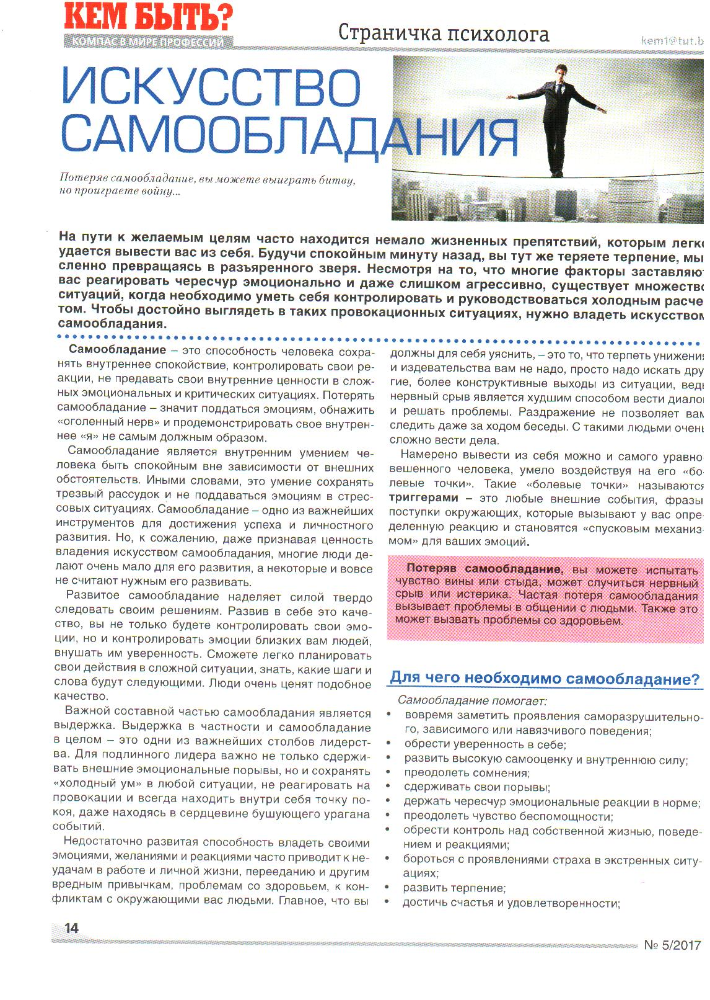 КЕМ БЫТЬ?
КОМПАС В МИРЕ ПРОФЕССИЙ
Страничка психолога
kem1@tut.b
ИСКУССТВО
САМООБЛАДАНИЯ
Потеряв самообладание, вы можете выиграть битву,
но проиграете войну...
На пути к желаемым целям часто находится немало жизненных препятствий, которым легко
удается вывести вас из себя. Будучи спокойным минуту назад, вы тут же теряете терпение, мы-
сленно превращаясь в разъяренного зверя. Несмотря на то, что многие факторы заставляют
вас реагировать чересчур эмоционально и даже слишком агрессивно, существует множество
ситуаций, когда необходимо уметь себя контролировать и руководствоваться холодным расче-
том. Чтобы достойно выглядеть в таких провокационных ситуациях, нужно владеть искусством
самообладания.
Самообладание – это способность человека сохра-
нять внутреннее спокойствие, контролировать свои ре-
акции, не предавать свои внутренние ценности в слож-
ных эмоциональных и критических ситуациях. Потерять
самообладание – значит поддаться эмоциям, обнажить
«оголенный нерв» и продемонстрировать свое внутрен-
нее «я» не самым должным образом.
Самообладание является внутренним умением че-
ловека быть спокойным вне зависимости от внешних
обстоятельств. Иными словами, это умение сохранять
трезвый рассудок и не поддаваться эмоциям в стрес-
совых ситуациях. Самообладание – одно из важнейших
инструментов для достижения успеха и личностного
развития. Но, к сожалению, даже признавая ценность
владения искусством самообладания, многие люди де-
лают очень мало для его развития, а некоторые и вовсе
не считают нужным его развивать.
Развитое самообладание наделяет силой твердо
следовать своим решениям. Развив в себе это каче-
ство, вы не только будете контролировать свои эмо-
ции, но и контролировать эмоции близких вам людей,
внушать им уверенность. Сможете легко планировать
свои действия в сложной ситуации, знать, какие шаги и
слова будут следующими. Люди очень ценят подобное
качество.
Важной составной частью самообладания является
выдержка. Выдержка в частности и самообладание
в целом – это одни из важнейших столбов лидерст-
ва. Для подлинного лидера важно не только сдержи-
вать внешние эмоциональные порывы, но и сохранять
«холодный ум» в любой ситуации, не реагировать на
провокации и всегда находить внутри себя точку по-
коя, даже находясь в сердцевине бушующего урагана
событий.
Недостаточно развитая способность владеть своими
эмоциями, желаниями и реакциями часто приводит к не-
удачам в работе и личной жизни, перееданию и другим
вредным привычкам, проблемам со здоровьем, к кон-
фликтам с окружающими вас людьми. Главное, что вы
должны для себя уяснить, – это то, что терпеть унижения
и издевательства вам не надо, просто надо искать дру-
гие, более конструктивные выходы из ситуации, ведь
нервный срыв является худшим способом вести диалог
и решать проблемы. Раздражение не позволяет вам
следить даже за ходом беседы. С такими людьми очень
сложно вести дела.
Намерено вывести из себя можно и самого уравно-
вешенного человека, умело воздействуя на его «бо-
левые точки». Такие «болевые точки» называются
триггерами – это любые внешние события, фразы,
поступки окружающих, которые вызывают у вас опре-
деленную реакцию и становятся «спусковым механиз-
мом» для ваших эмоций.
Потеряв самообладание, вы можете испытать
чувство вины или стыда, может случиться нервный
срыв или истерика. Частая потеря самообладания
вызывает проблемы в общении с людьми. Также это
может вызвать проблемы со здоровьем.
Для чего необходимо самообладание?
Самообладание помогает:
• вовремя заметить проявления саморазрушительно-
го, зависимого или навязчивого поведения;
• обрести уверенность в себе;
• развить высокую самооценку и внутреннюю силу;
• преодолеть сомнения;
• сдерживать свои порывы;
• держать чересчур эмоциональные реакции в норме;
• преодолеть чувство беспомощности;
• обрести контроль над собственной жизнью, поведе-
нием и реакциями;
• бороться с проявлениями страха в экстренных ситу-
ациях;
• развить терпение;
• достичь счастья и удовлетворенности;
14
№ 5/2017